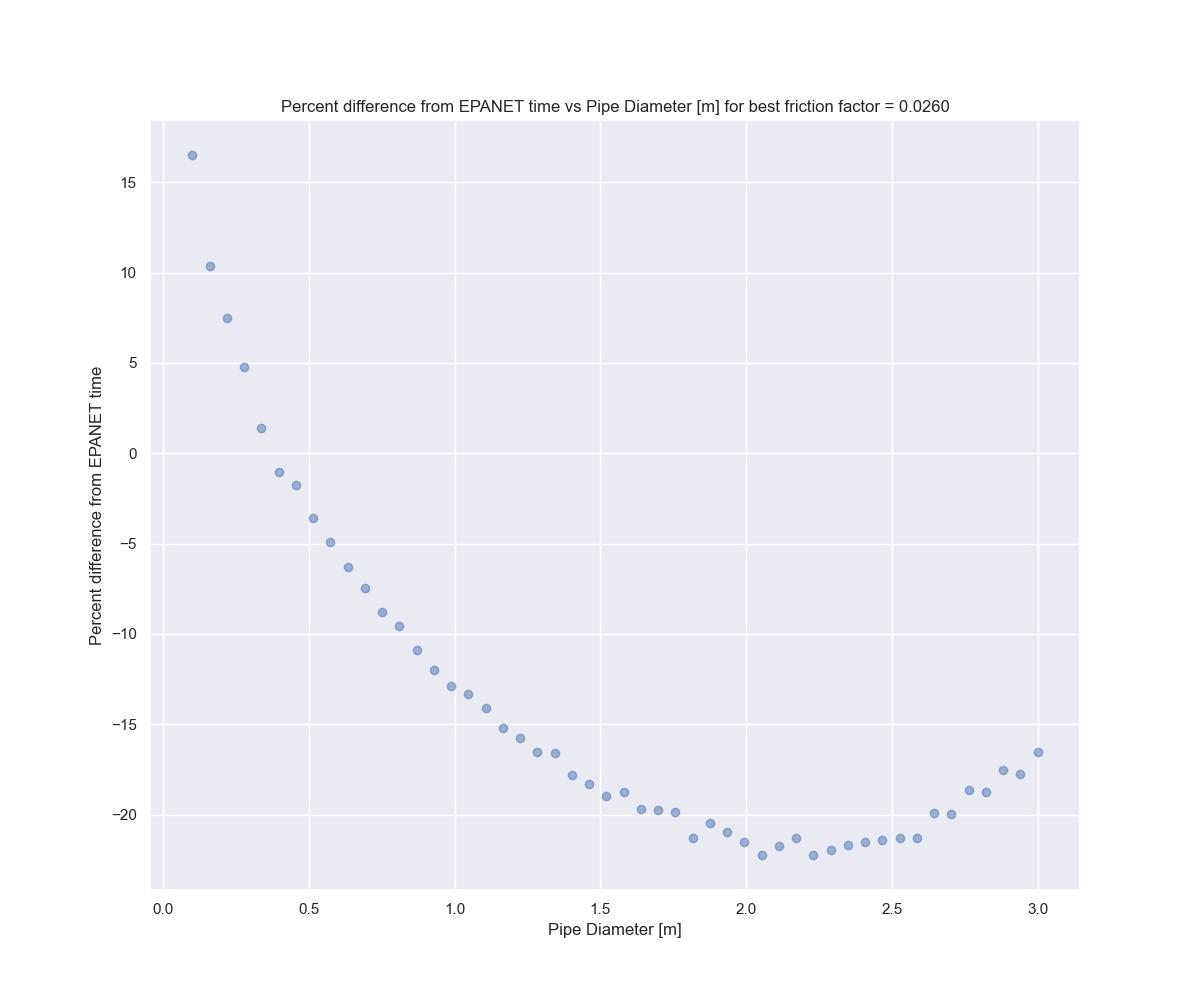 Percent difference from EPANET time vs Pipe Diameter [m] for best friction factor = 0.0260
15
10
5
0
−5
−10
−15
−20
Percent difference from EPANET time
0.0 0.5 1.0 1.5 2.0 2.5 3.0
Pipe Diameter [m]